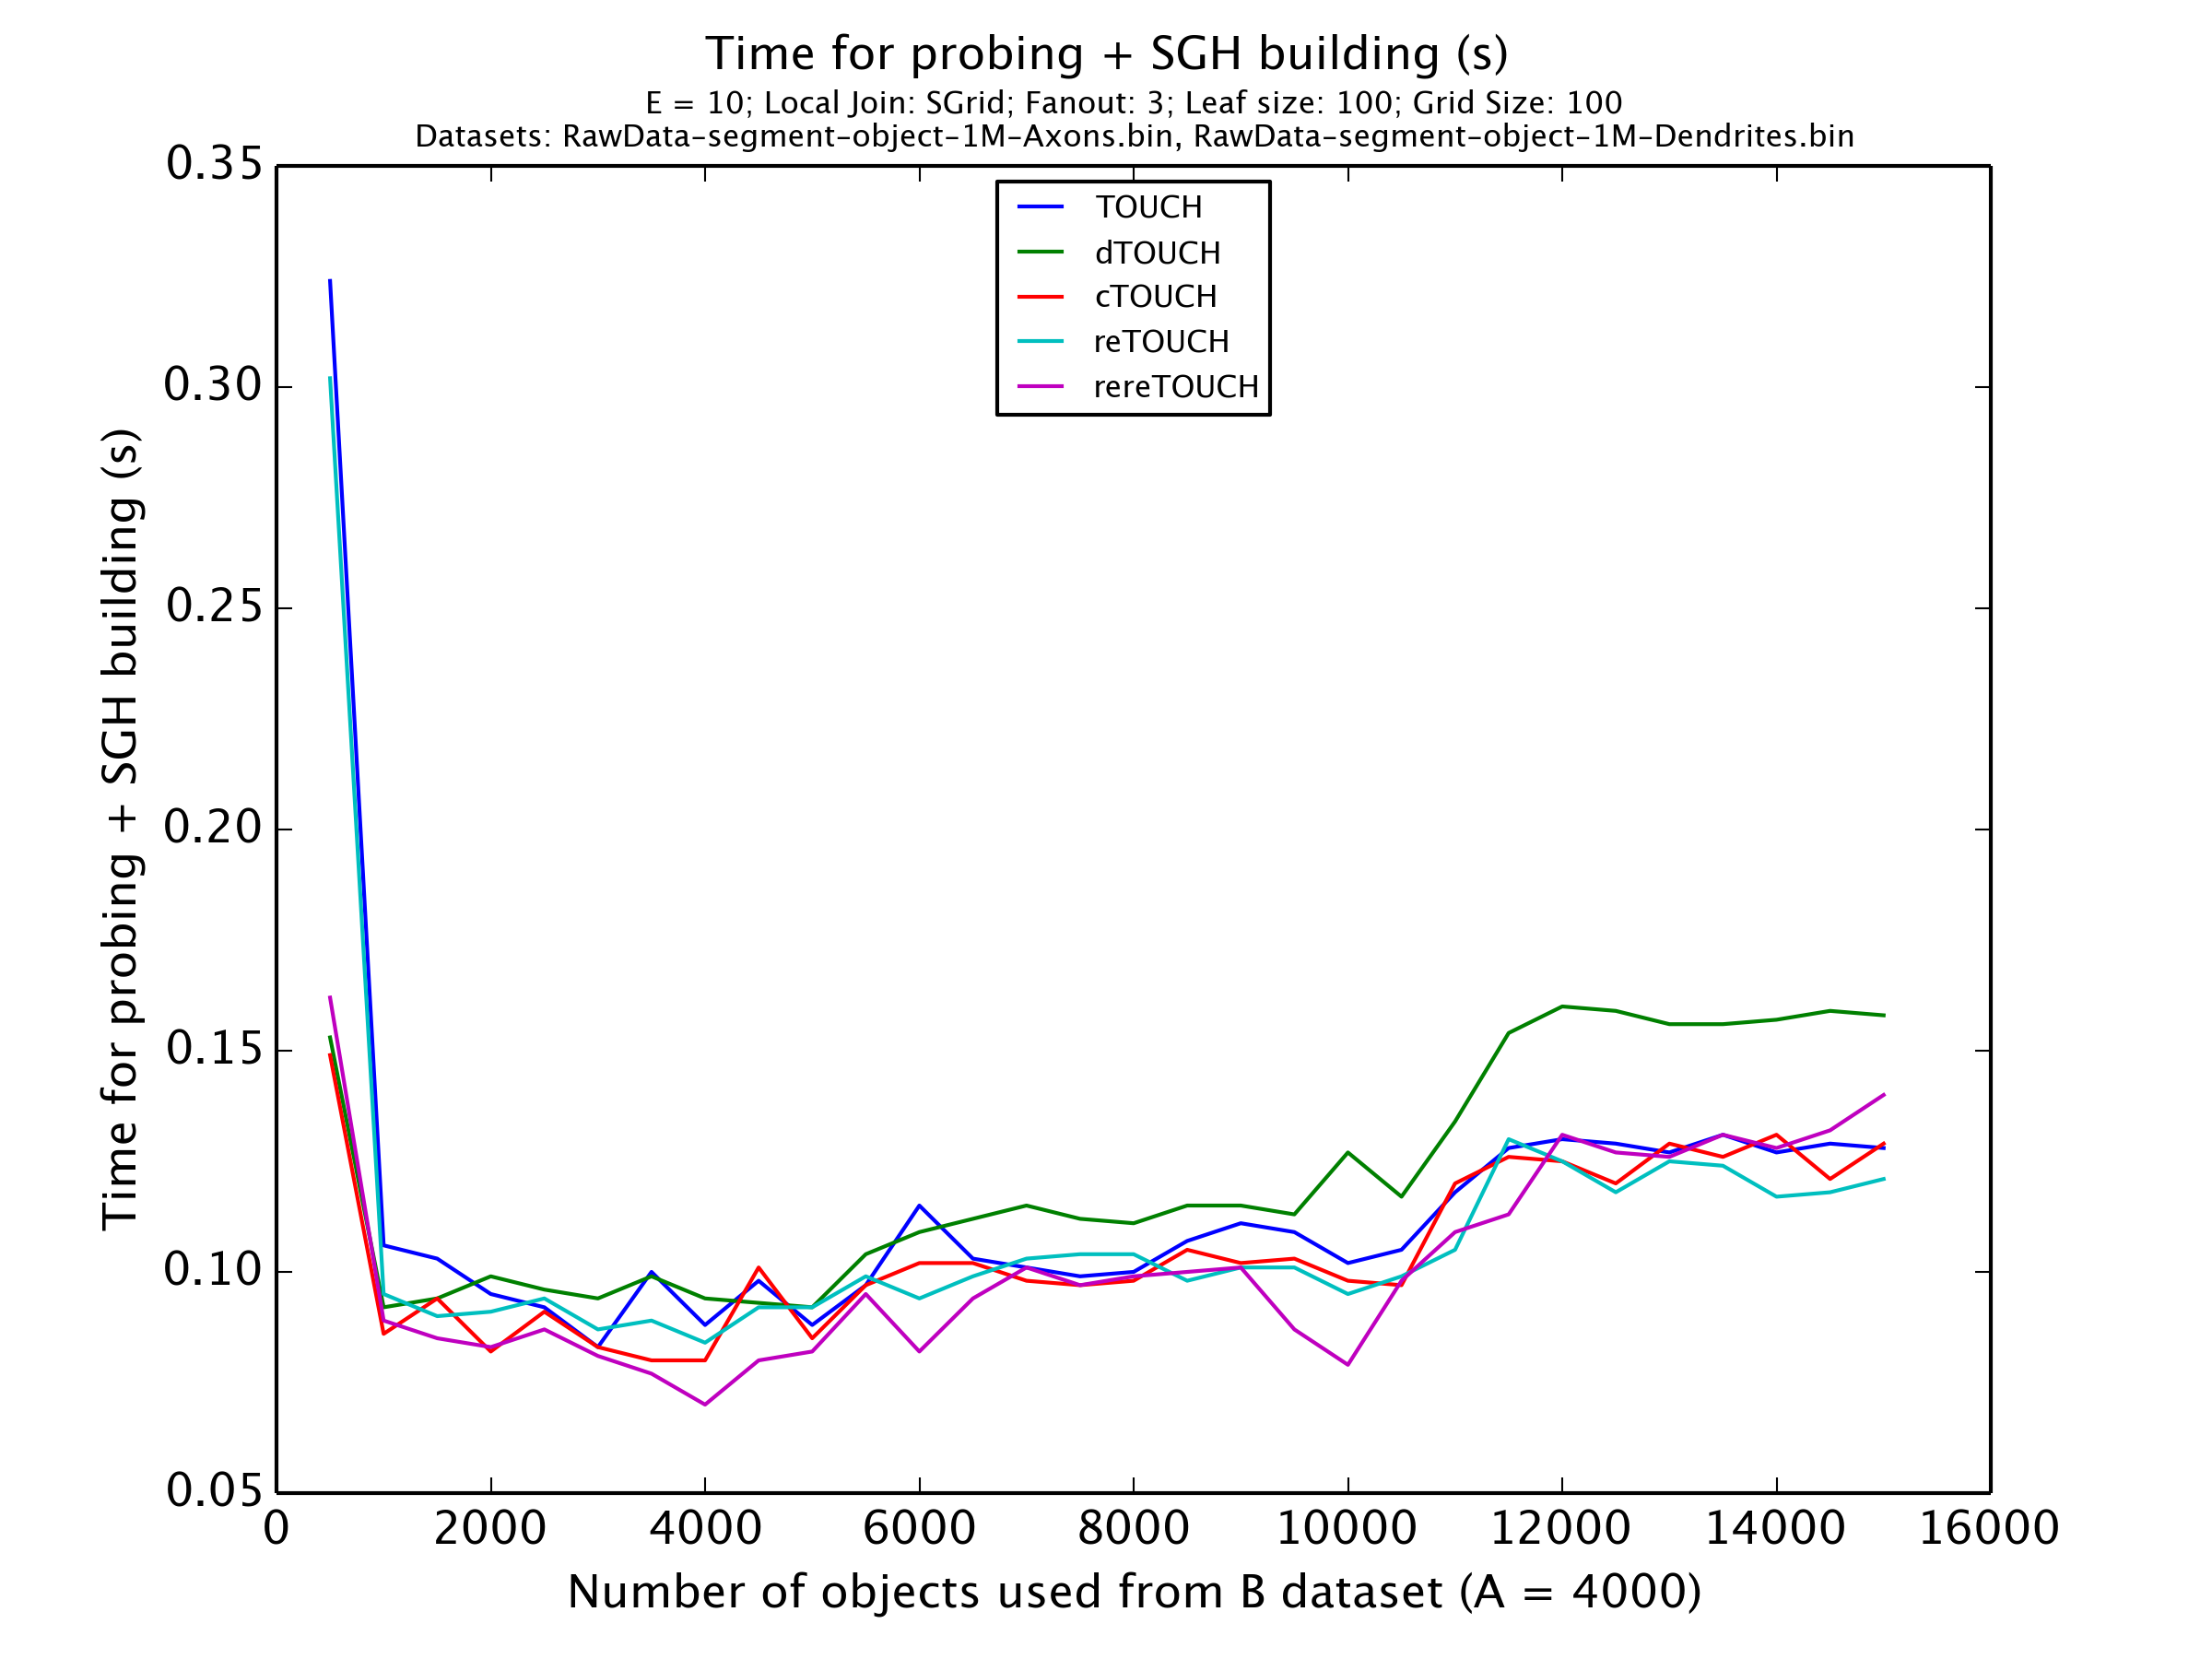 Time for probing + SGH building (s)
E = 10; Local Join: SGrid; Fanout: 3; Leaf size: 100; Grid Size: 100
Datasets: RawData-segment-object-1M-Axons.bin, RawData-segment-object-1M-Dendrites.bin
0.35
0.30
0.25
0.20
0.15
0.10
0.05
Time for probing + SGH building (s)
TOUCH
dTOUCH
cTOUCH
reTOUCH
rereTOUCH
0 2000 4000 6000 8000 10000 12000 14000 16000
Number of objects used from B dataset (A = 4000)